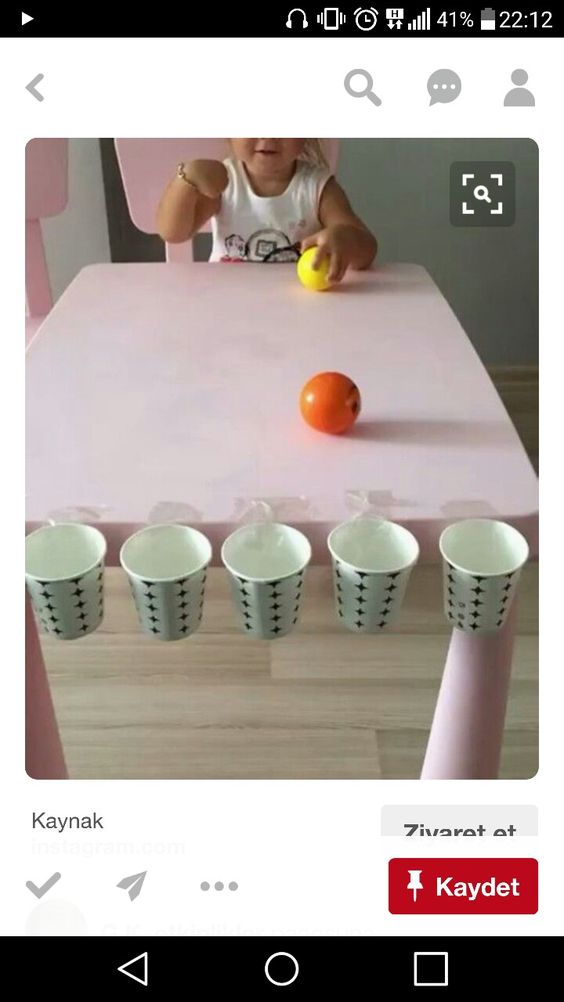 41% 22:12
Kaynak
Ziyaret et
instagram.com
Kaydet